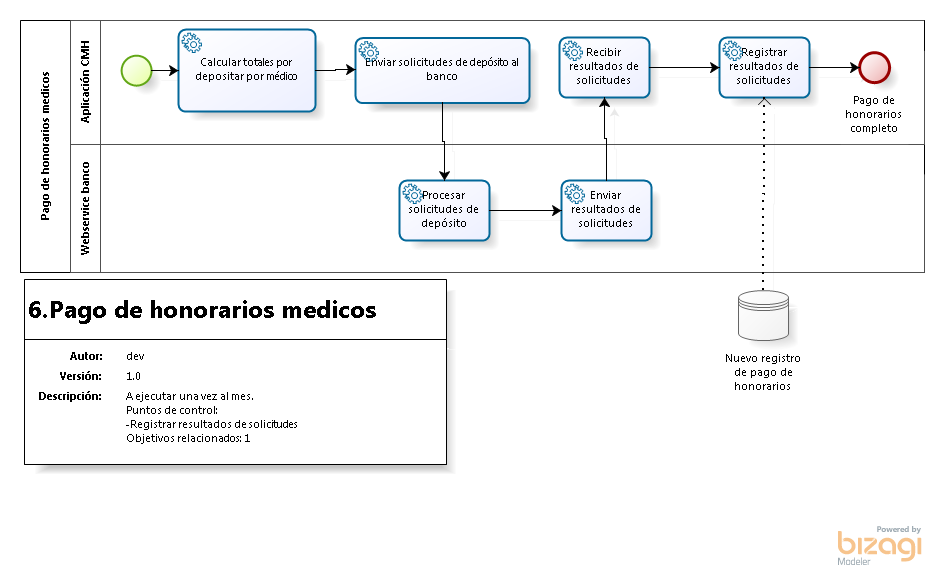 Pago de honorarios medicos
Aplicación CMH
Calcular totales por
depositar por médico
Enviar solicitudes de depósito al
banco
Recibir
resultados de
solicitudes
Registrar
resultados de
solicitudes
Pago de
honorarios
completo
Webservice banco
Procesar
solicitudes de
depósito
Enviar
resultados de
solicitudes
Nuevo registro
de pago de
honorarios
6.Pago de honorarios medicos
Autor: dev
Versión: 1.0
Descripción: A ejecutar una vez al mes.
Puntos de control:
-Registrar resultados de solicitudes
Objetivos relacionados: 1
Powered by
bizagi
Modeler